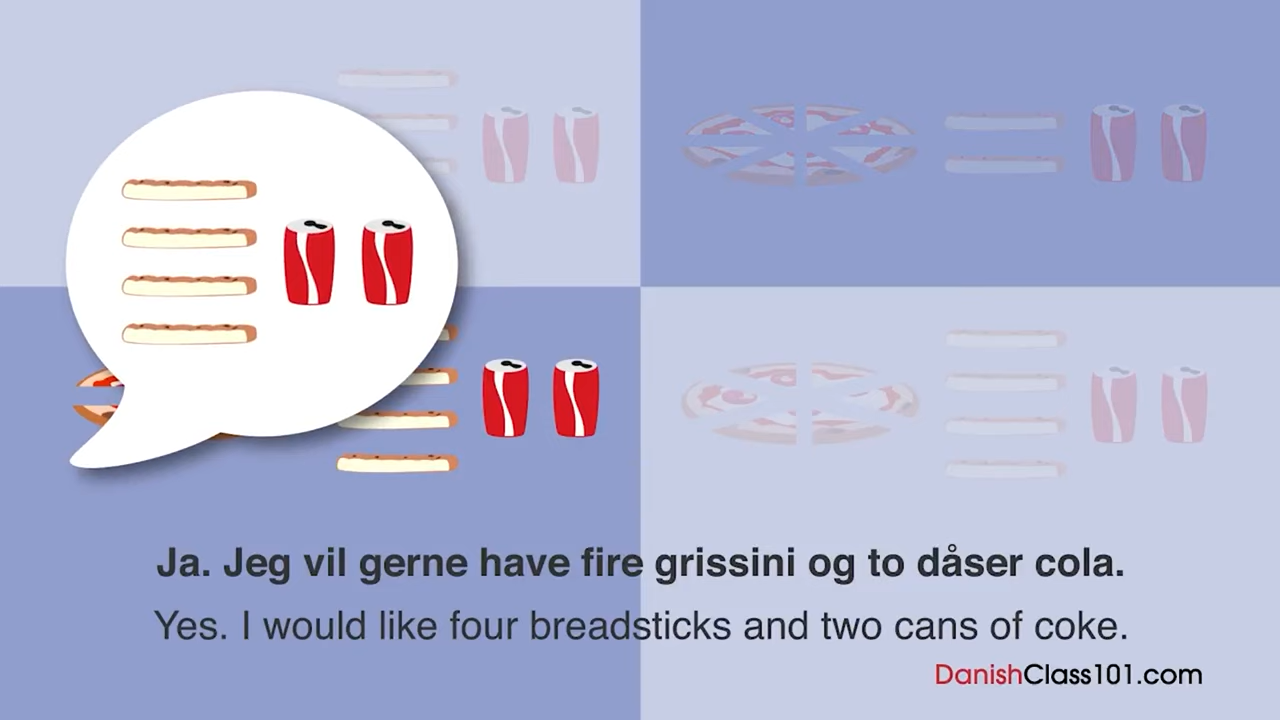 Ja. Jeg vil gerne have fire grissini og to dåser cola.
Yes. I would like four breadsticks and two cans of coke.
DanishClass101.com